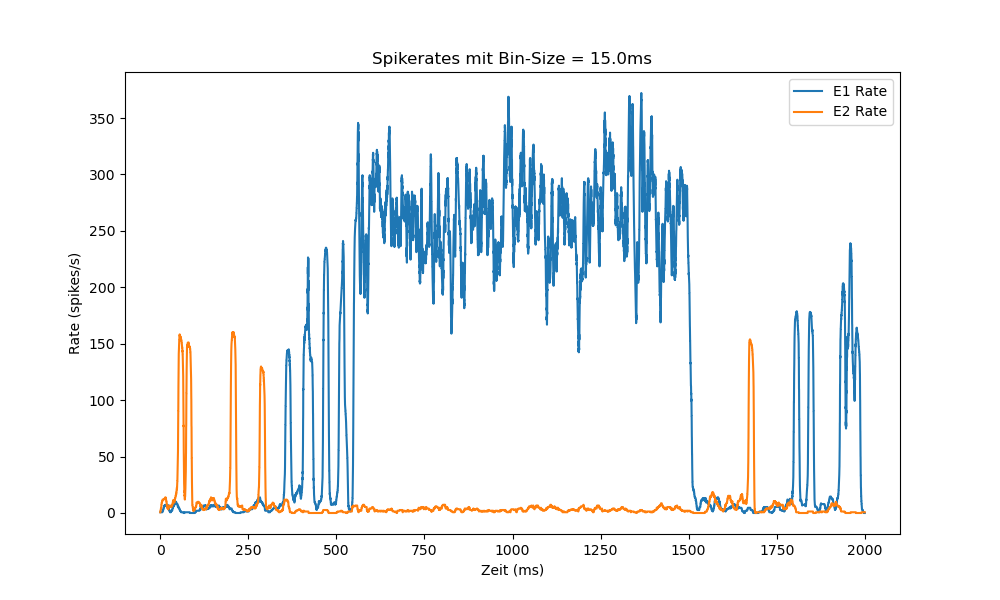 Spikerates mit Bin-Size = 15.0ms
E1 Rate
E2 Rate
Rate (spikes/s)
350
300
250
200
150
100
50
0
0 250 500 750 1000 1250 1500 1750 2000
Zeit (ms)